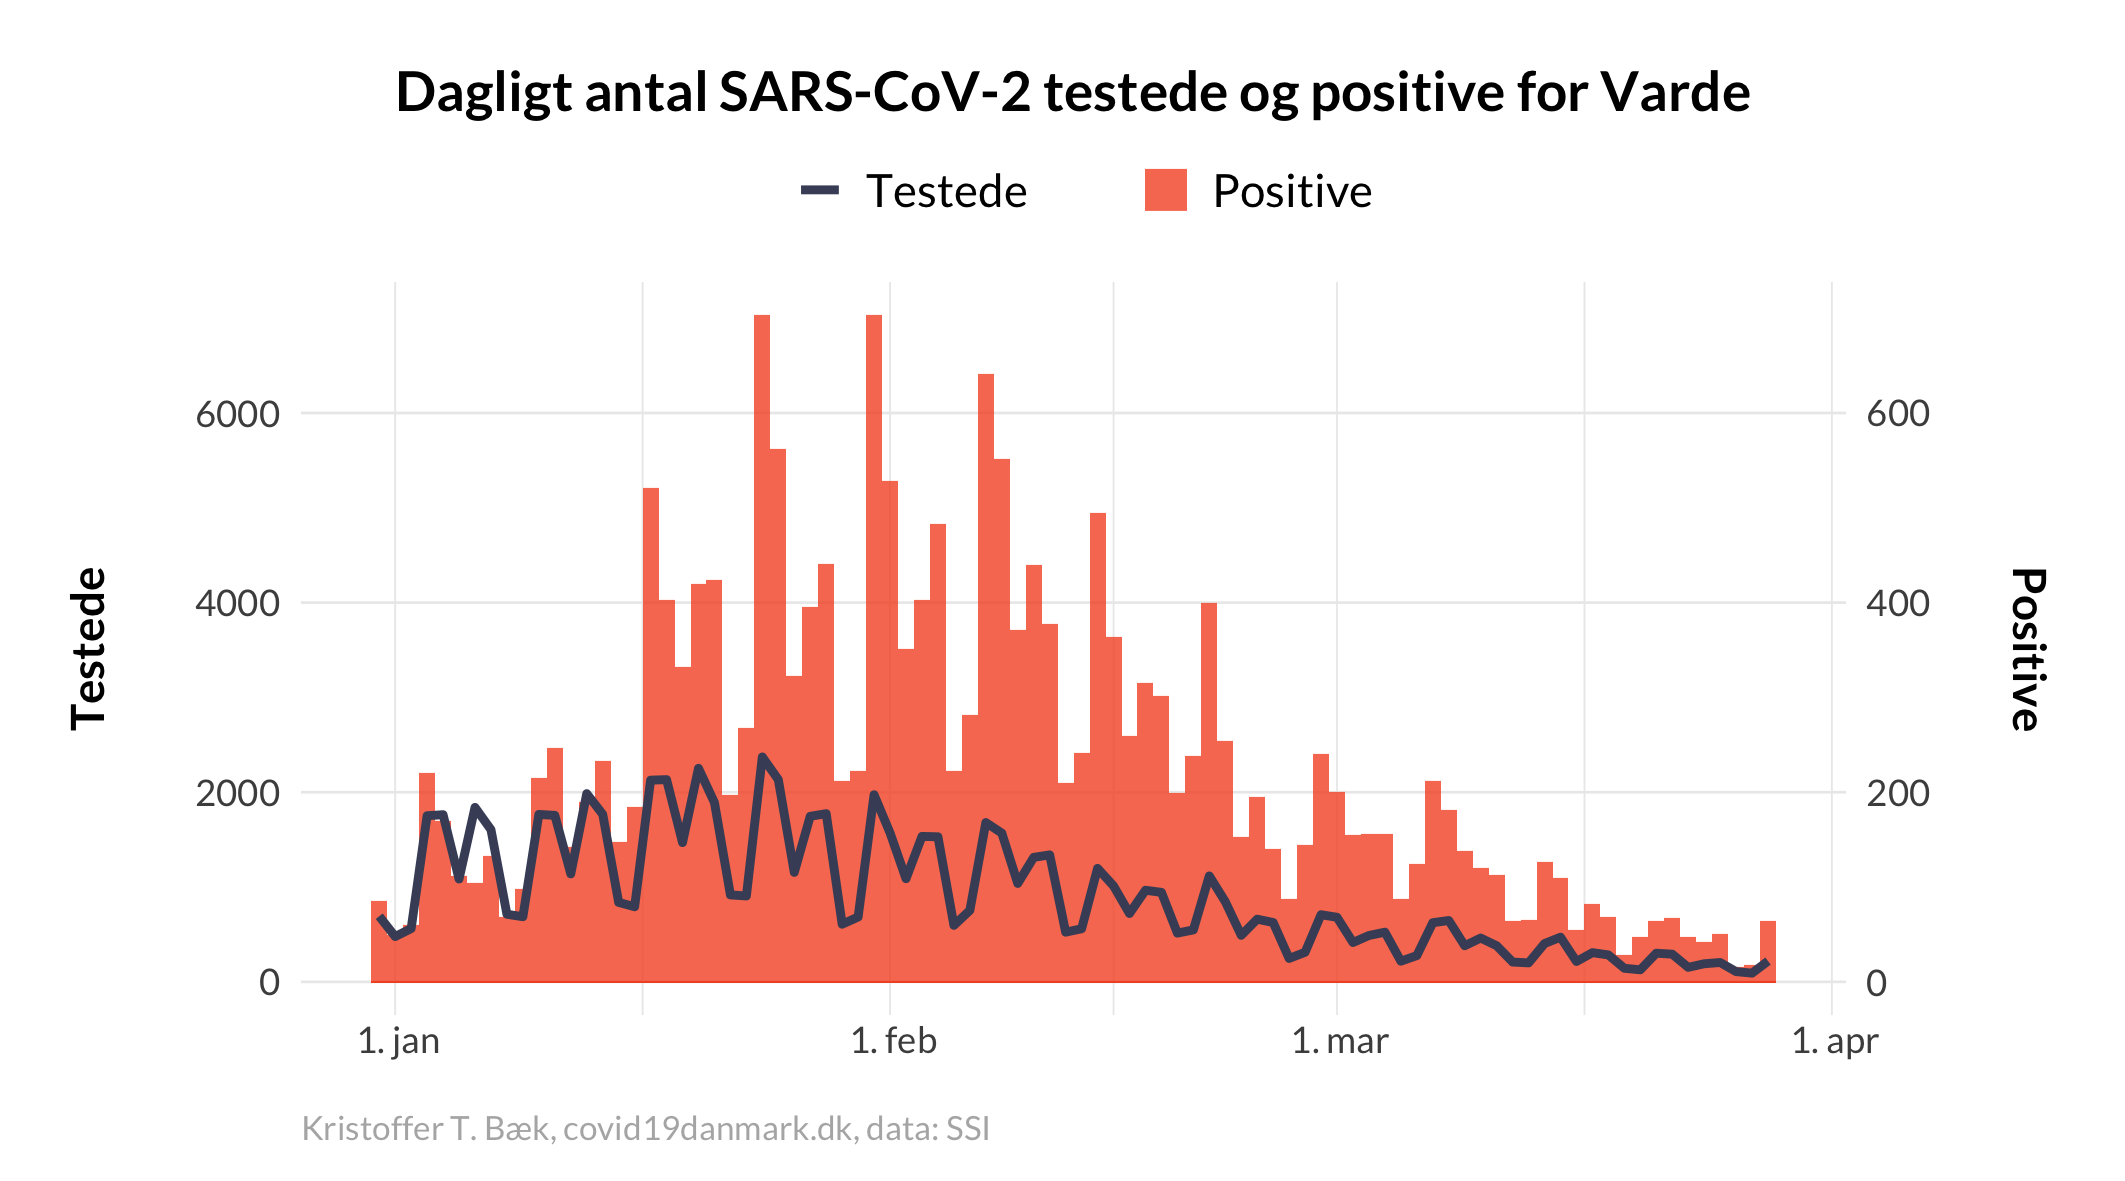 Dagligt antal SARS-CoV-2 testede og positive for Varde
Testede
Positive
6000
4000
2000
0
600
400
200
0
Testede
Positive
1. jan
1. feb
1. mar
1. apr
Kristoffer T. Bæk, covid19danmark.dk, data: SSI